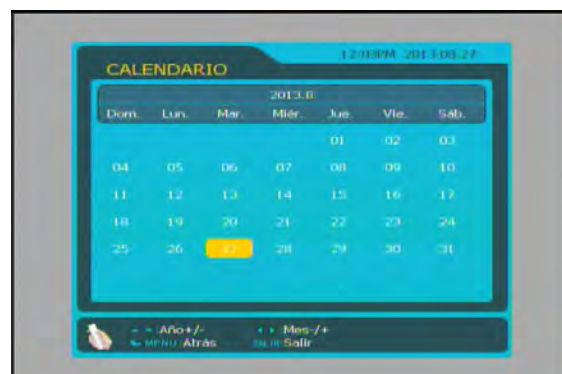 12:03PM 2013.08.27
CALENDARIO
2013.8
Dom. Lun. Mar. Miér. Jue. Vie. Sáb.
01 02 03
04 05 06 07 08 09 10
11 12 13 14 15 16 17
18 19 20 21 22 23 24
25 26 27 28 29 30 31
:Año+/- :Mes-/+
MENU:Atrás SALIR:Salir